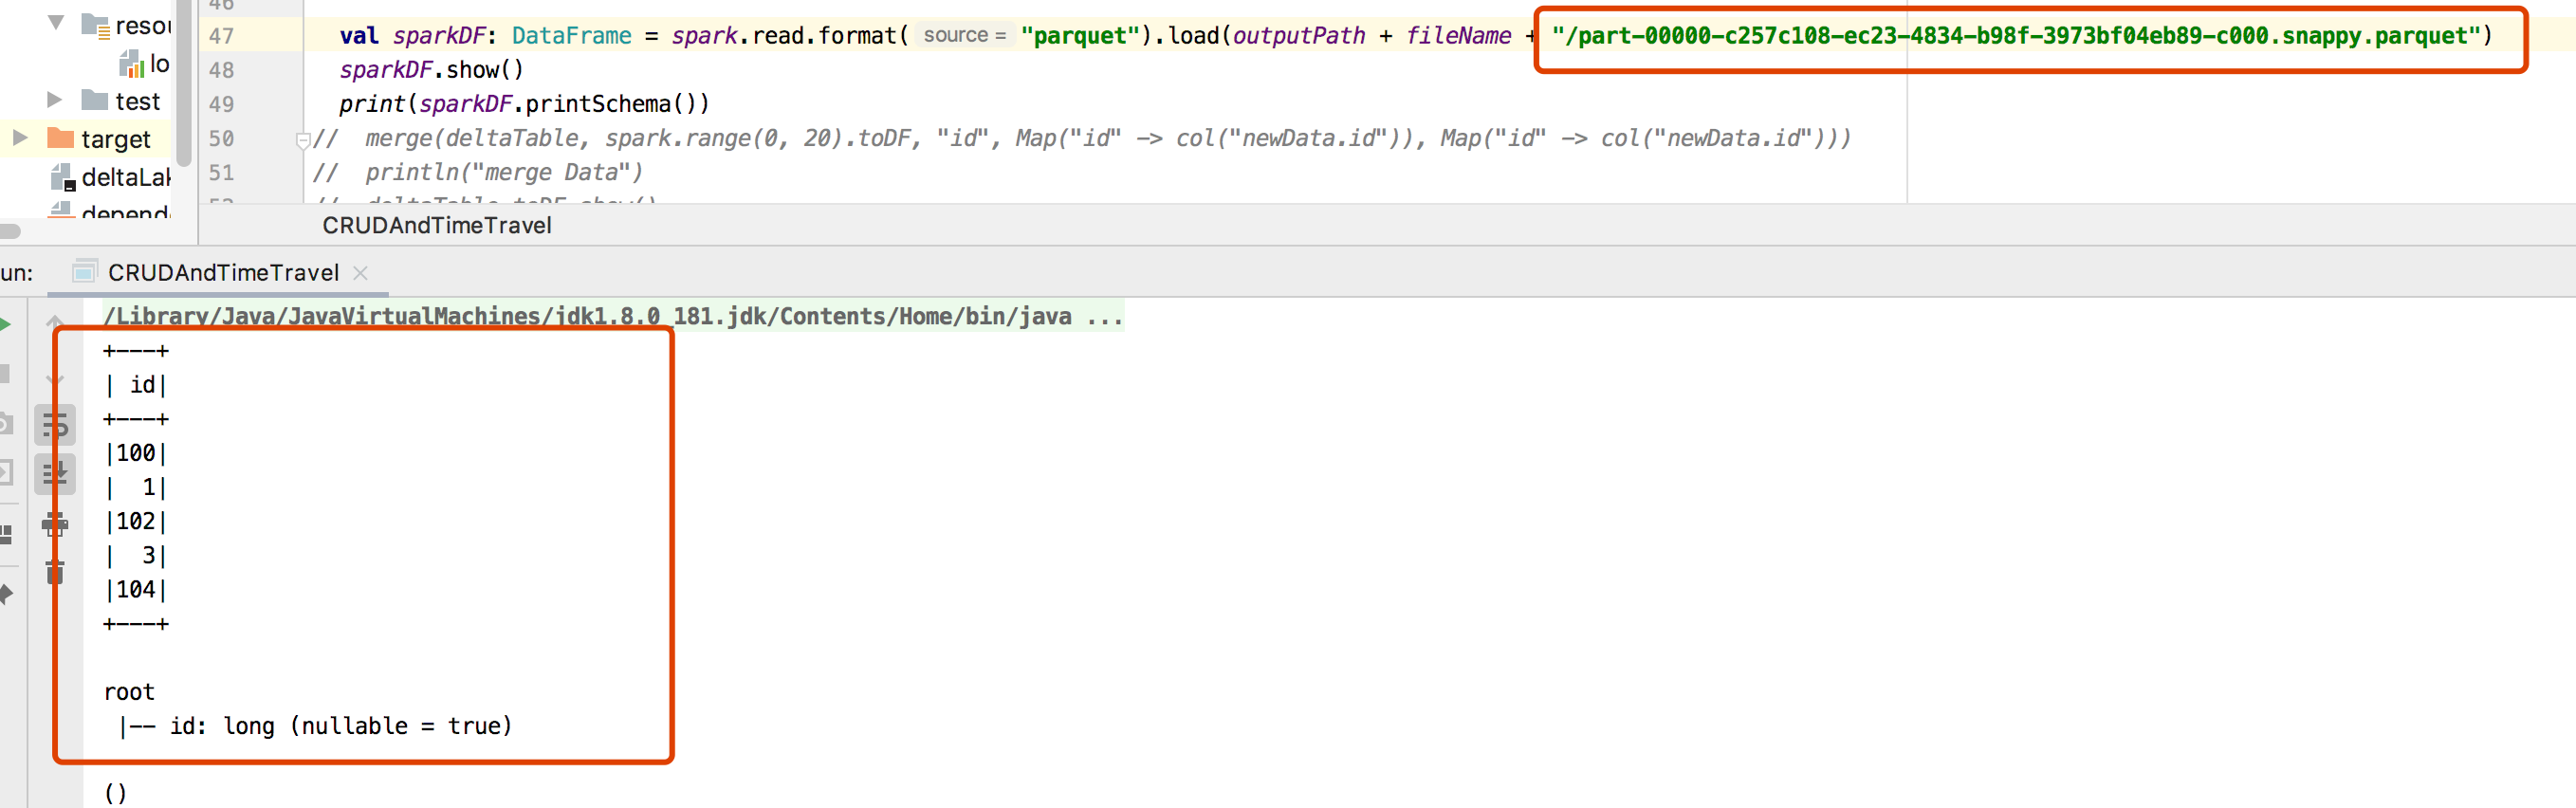 46
resou
47 val sparkDF: DataFrame = spark.read.format( source = "parquet").load(outputPath + fileName + "/part-00000-c257c108-ec23-4834-b98f-3973bf04eb89-c000.snappy.parquet")
lo
48 sparkDF.show()
test
49 print(sparkDF.printSchema())
target
50 // merge(deltaTable, spark.range(0, 20).toDF, "id", Map("id" -> col("newData.id")), Map("id" -> col("newData.id")))
deltaLak
51 // println("merge Data")
depend
52 // deltaTable.toDF.show()
CRUDAndTimeTravel
un: CRUDAndTimeTravel
/Library/Java/JavaVirtualMachines/jdk1.8.0_181.jdk/Contents/Home/bin/java ...
+---+
| id|
+---+
|100|
|  1|
|102|
|  3|
|104|
+---+
root
 |-- id: long (nullable = true)
()